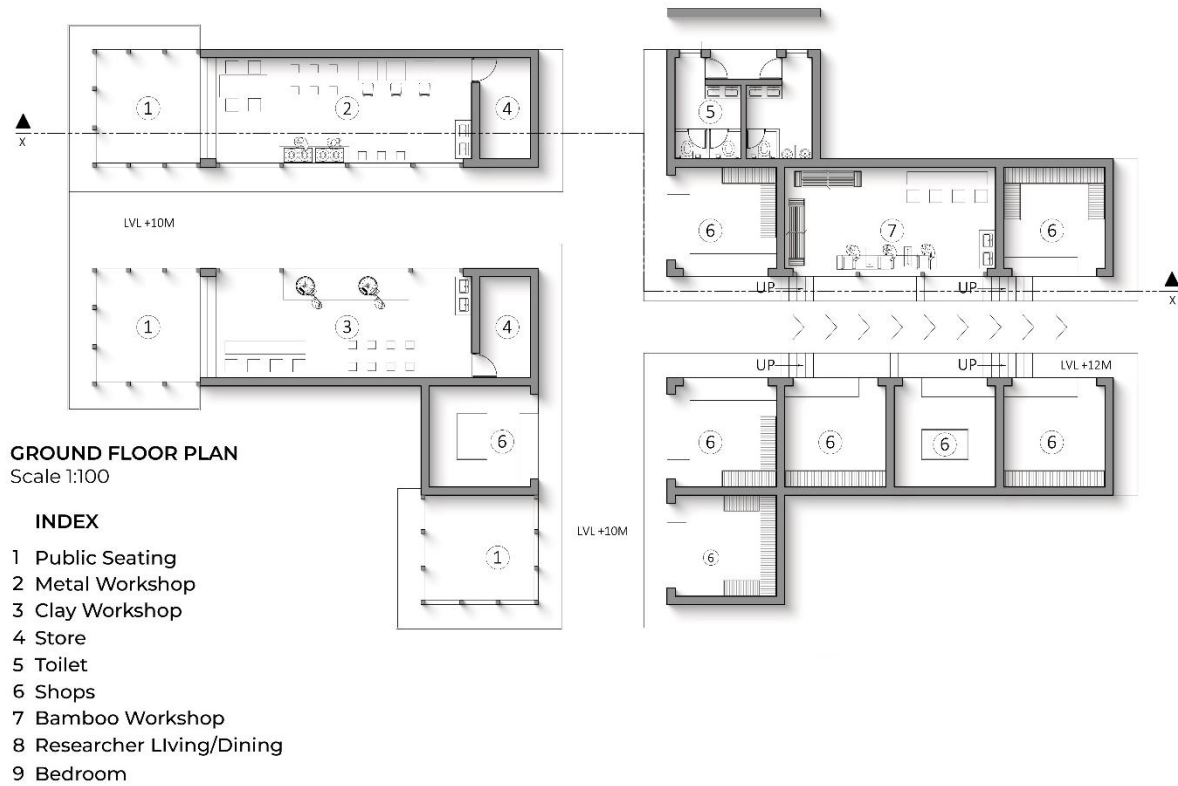 1
2
4
5
X
6
7
6
LVL +10M
UP
UP
X
1
3
4
UP
UP
LVL +12M
6
6
6
6
6
GROUND FLOOR PLAN
Scale 1:100
LVL +10M
1
6
INDEX
1 Public Seating
2 Metal Workshop
3 Clay Workshop
4 Store
5 Toilet
6 Shops
7 Bamboo Workshop
8 Researcher LIving/Dining
9 Bedroom